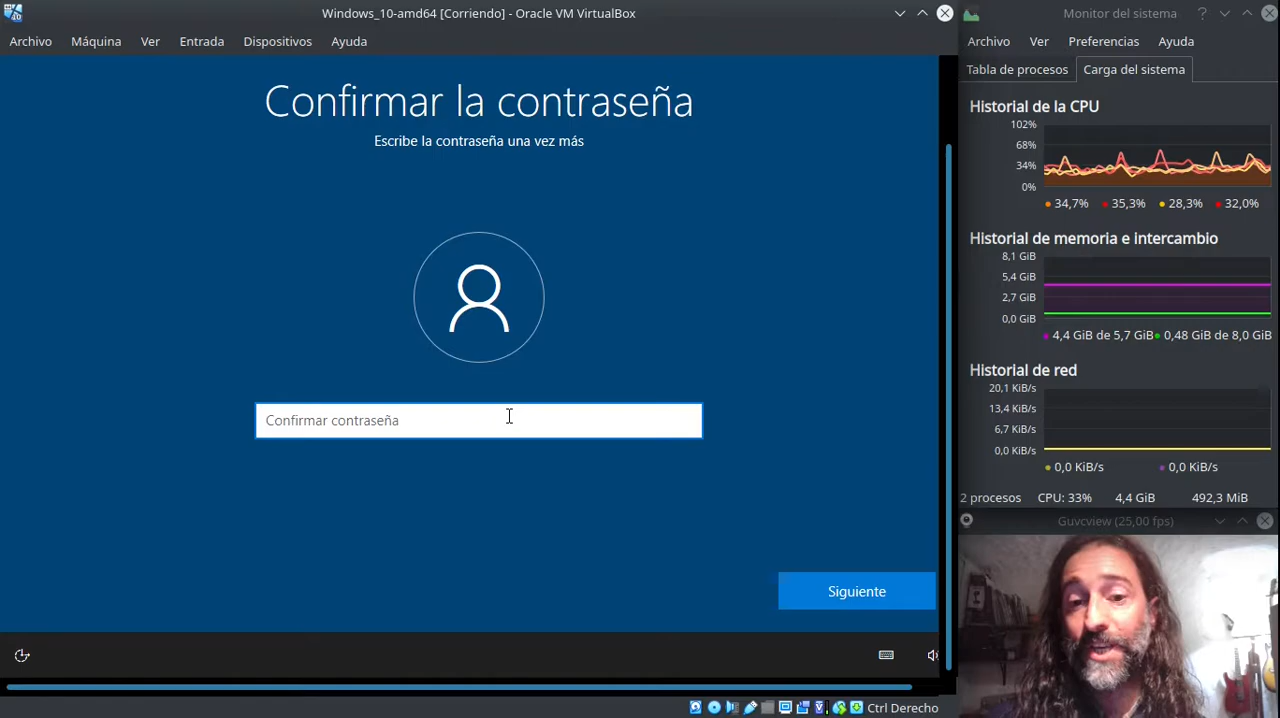 Windows_10-amd64 [Corriendo] - Oracle VM VirtualBox
Archivo Máquina Ver Entrada Dispositivos Ayuda
Confirmar la contraseña
Escribe la contraseña una vez más
Confirmar contraseña
Siguiente
Ctrl Derecho
Monitor del sistema
Archivo Ver Preferencias Ayuda
Tabla de procesos Carga del sistema
Historial de la CPU
102%
68%
34%
0%
34,7% 35,3% 28,3% 32,0%
Historial de memoria e intercambio
8,1 GiB
5,4 GiB
2,7 GiB
0,0 GiB
4,4 GiB de 5,7 GiB 0,48 GiB de 8,0 GiB
Historial de red
20,1 KiB/s
13,4 KiB/s
6,7 KiB/s
0,0 KiB/s
0,0 KiB/s 0,0 KiB/s
2 procesos CPU: 33% 4,4 GiB 492,3 MiB
Guvcview (25,00 fps)